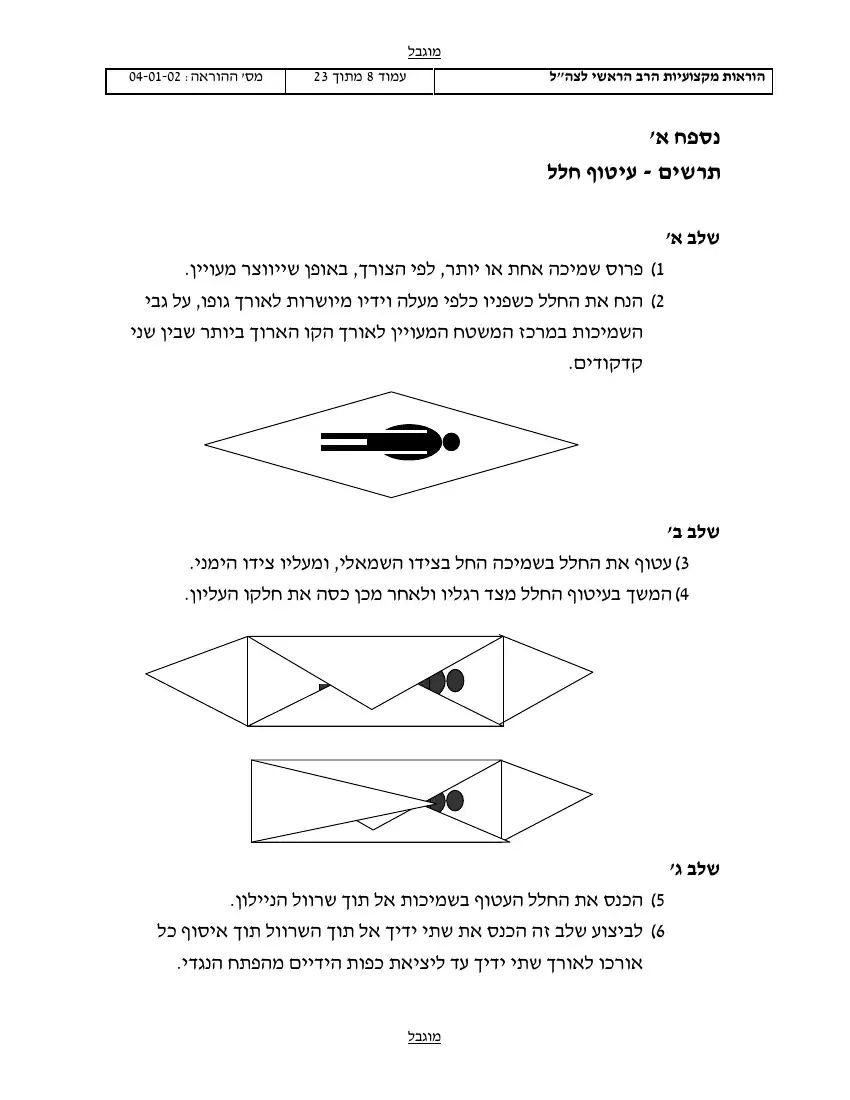 מוגבל
הוראות מקצועיות הרב הראשי לצה״ל עמוד 8 מתוך 23 מס׳ ההוראה: 04-01-02
נספח א׳
תרשים - עיטוף חלל
שלב א׳
1) פרוס שמיכה אחת או יותר, לפי הצורך, באופן שייווצר מעויין.
2) הנח את החלל כשפניו כלפי מעלה וידיו מיושרות לאורך גופו, על גבי
השמיכות במרכז המשטח המעויין לאורך הקו הארוך ביותר שבין שני
קדקודים.
שלב ב׳
3) עטוף את החלל בשמיכה החל בצידו השמאלי, ומעליו צידו הימני.
4) המשך בעיטוף החלל מצד רגליו ולאחר מכן כסה את חלקו העליון.
שלב ג׳
5) הכנס את החלל העטוף בשמיכות אל תוך שרוול הניילון.
6) לביצוע שלב זה הכנס את שתי ידיך אל תוך השרוול תוך איסוף כל
אורכו לאורך שתי ידיך עד ליציאת כפות הידיים מהפתח הנגדי.
מוגבל